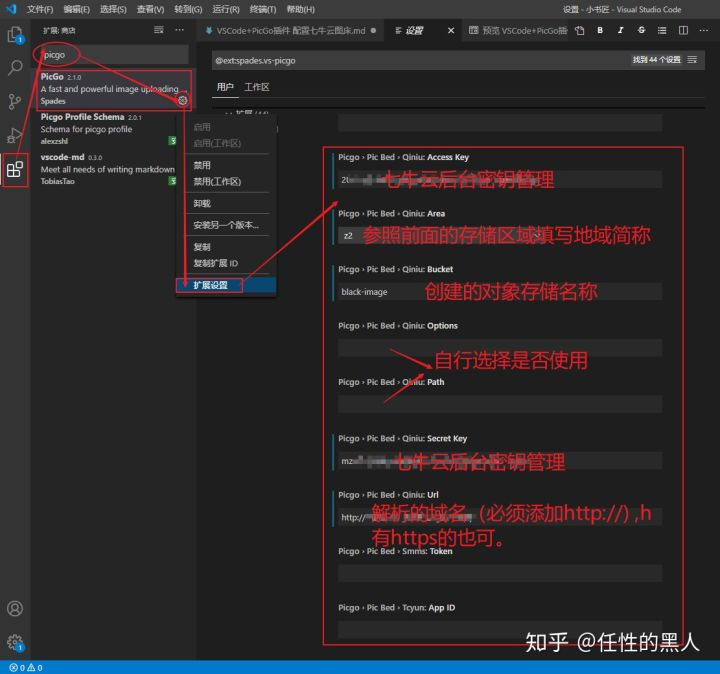 文件(F) 编辑(E) 选择(S) 查看(V) 转到(G) 运行(R) 终端(T) 帮助(H) 设置 - 小书区 - Visual Studio Code
扩展: 商店
VSCode+PicGo插件 配置七牛云图床.md
设置
预览 VSCode+PicGo插
picgo
PicGo 2.1.0
A fast and powerful image uploading...
Spades
Picgo Profile Schema 2.0.1
Schema for picgo profile
alexzshl
vscode-md 0.3.0
Meet all needs of writing markdown
TobiasTao
启用
启用(工作区)
禁用
禁用(工作区)
卸载
安装另一个版本...
复制
复制扩展 ID
扩展设置
@ext:spades.vs-picgo
找到 44 个设置
用户 工作区
扩展 (44)
Picgo › Pic Bed › Qiniu: Access Key
七牛云后台密钥管理
Picgo › Pic Bed › Qiniu: Area
z2
参照前面的存储区域填写地域简称
Picgo › Pic Bed › Qiniu: Bucket
black-image
创建的对象存储名称
Picgo › Pic Bed › Qiniu: Options
自行选择是否使用
Picgo › Pic Bed › Qiniu: Path
Picgo › Pic Bed › Qiniu: Secret Key
mz
七牛云后台密钥管理
Picgo › Pic Bed › Qiniu: Url
http://
解析的域名（必须添加http://）,h
有https的也可。
Picgo › Pic Bed › Smms: Token
Picgo › Pic Bed › Tcyun: App ID
知乎 @任性的黑人
0 0
1
1